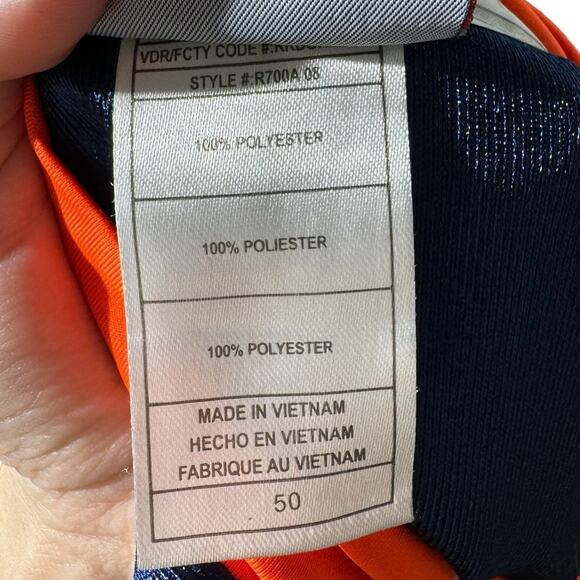 VDR/FCTY CODE #:
STYLE #:R700A 08
100% POLYESTER
100% POLIESTER
100% POLYESTER
MADE IN VIETNAM
HECHO EN VIETNAM
FABRIQUE AU VIETNAM
50